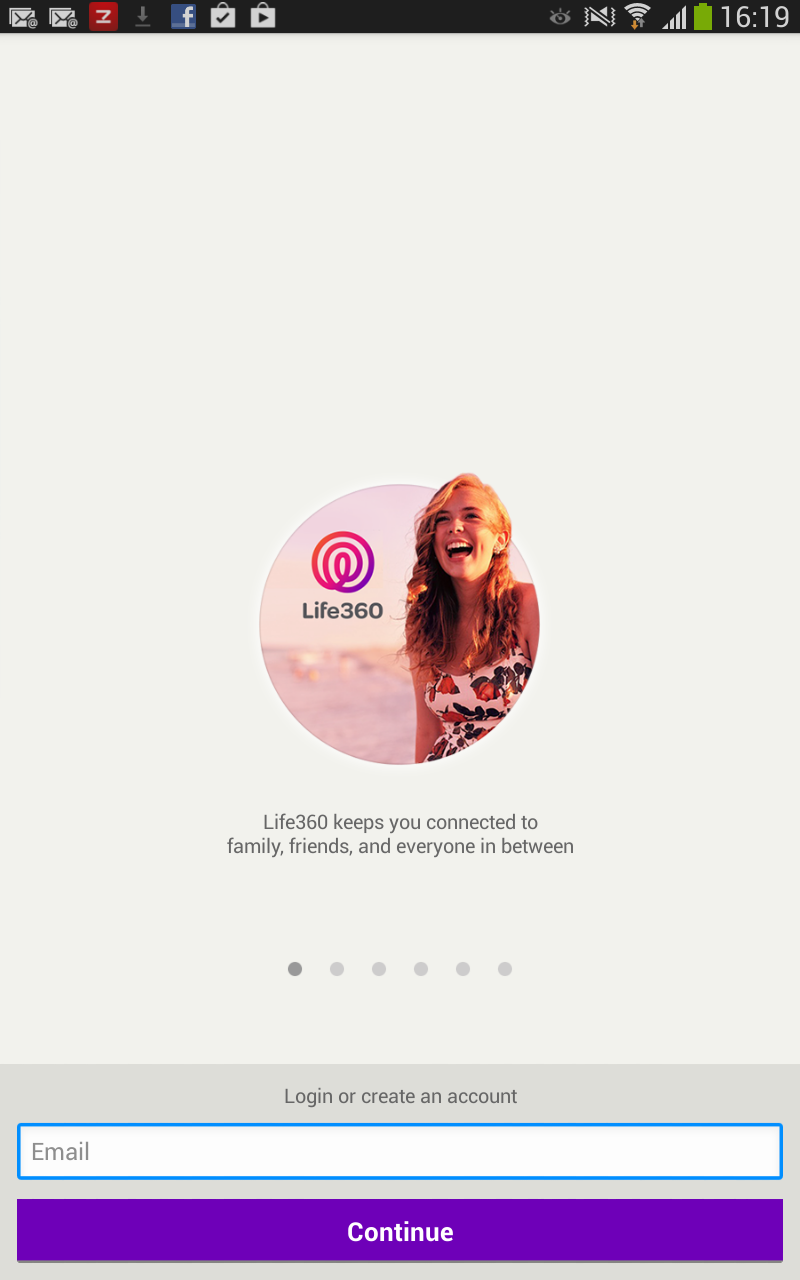 16:19
Life360
Life360 keeps you connected to
family, friends, and everyone in between
Login or create an account
Email
Continue